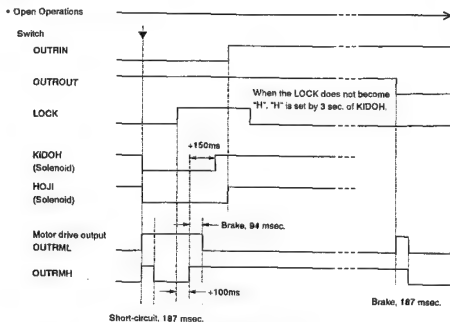 • Open Operations
Switch
OUTRIN
OUTROUT
When the LOCK does not become
"H", "H" is set by 3 sec. of KIDOH.
LOCK
+150ms
KIDOH
(Solenoid)
HOJI
(Solenoid)
Brake, 94 msec.
Motor drive output
OUTRML
OUTRMH
+100ms
Brake, 187 msec.
Short-circuit, 187 msec.